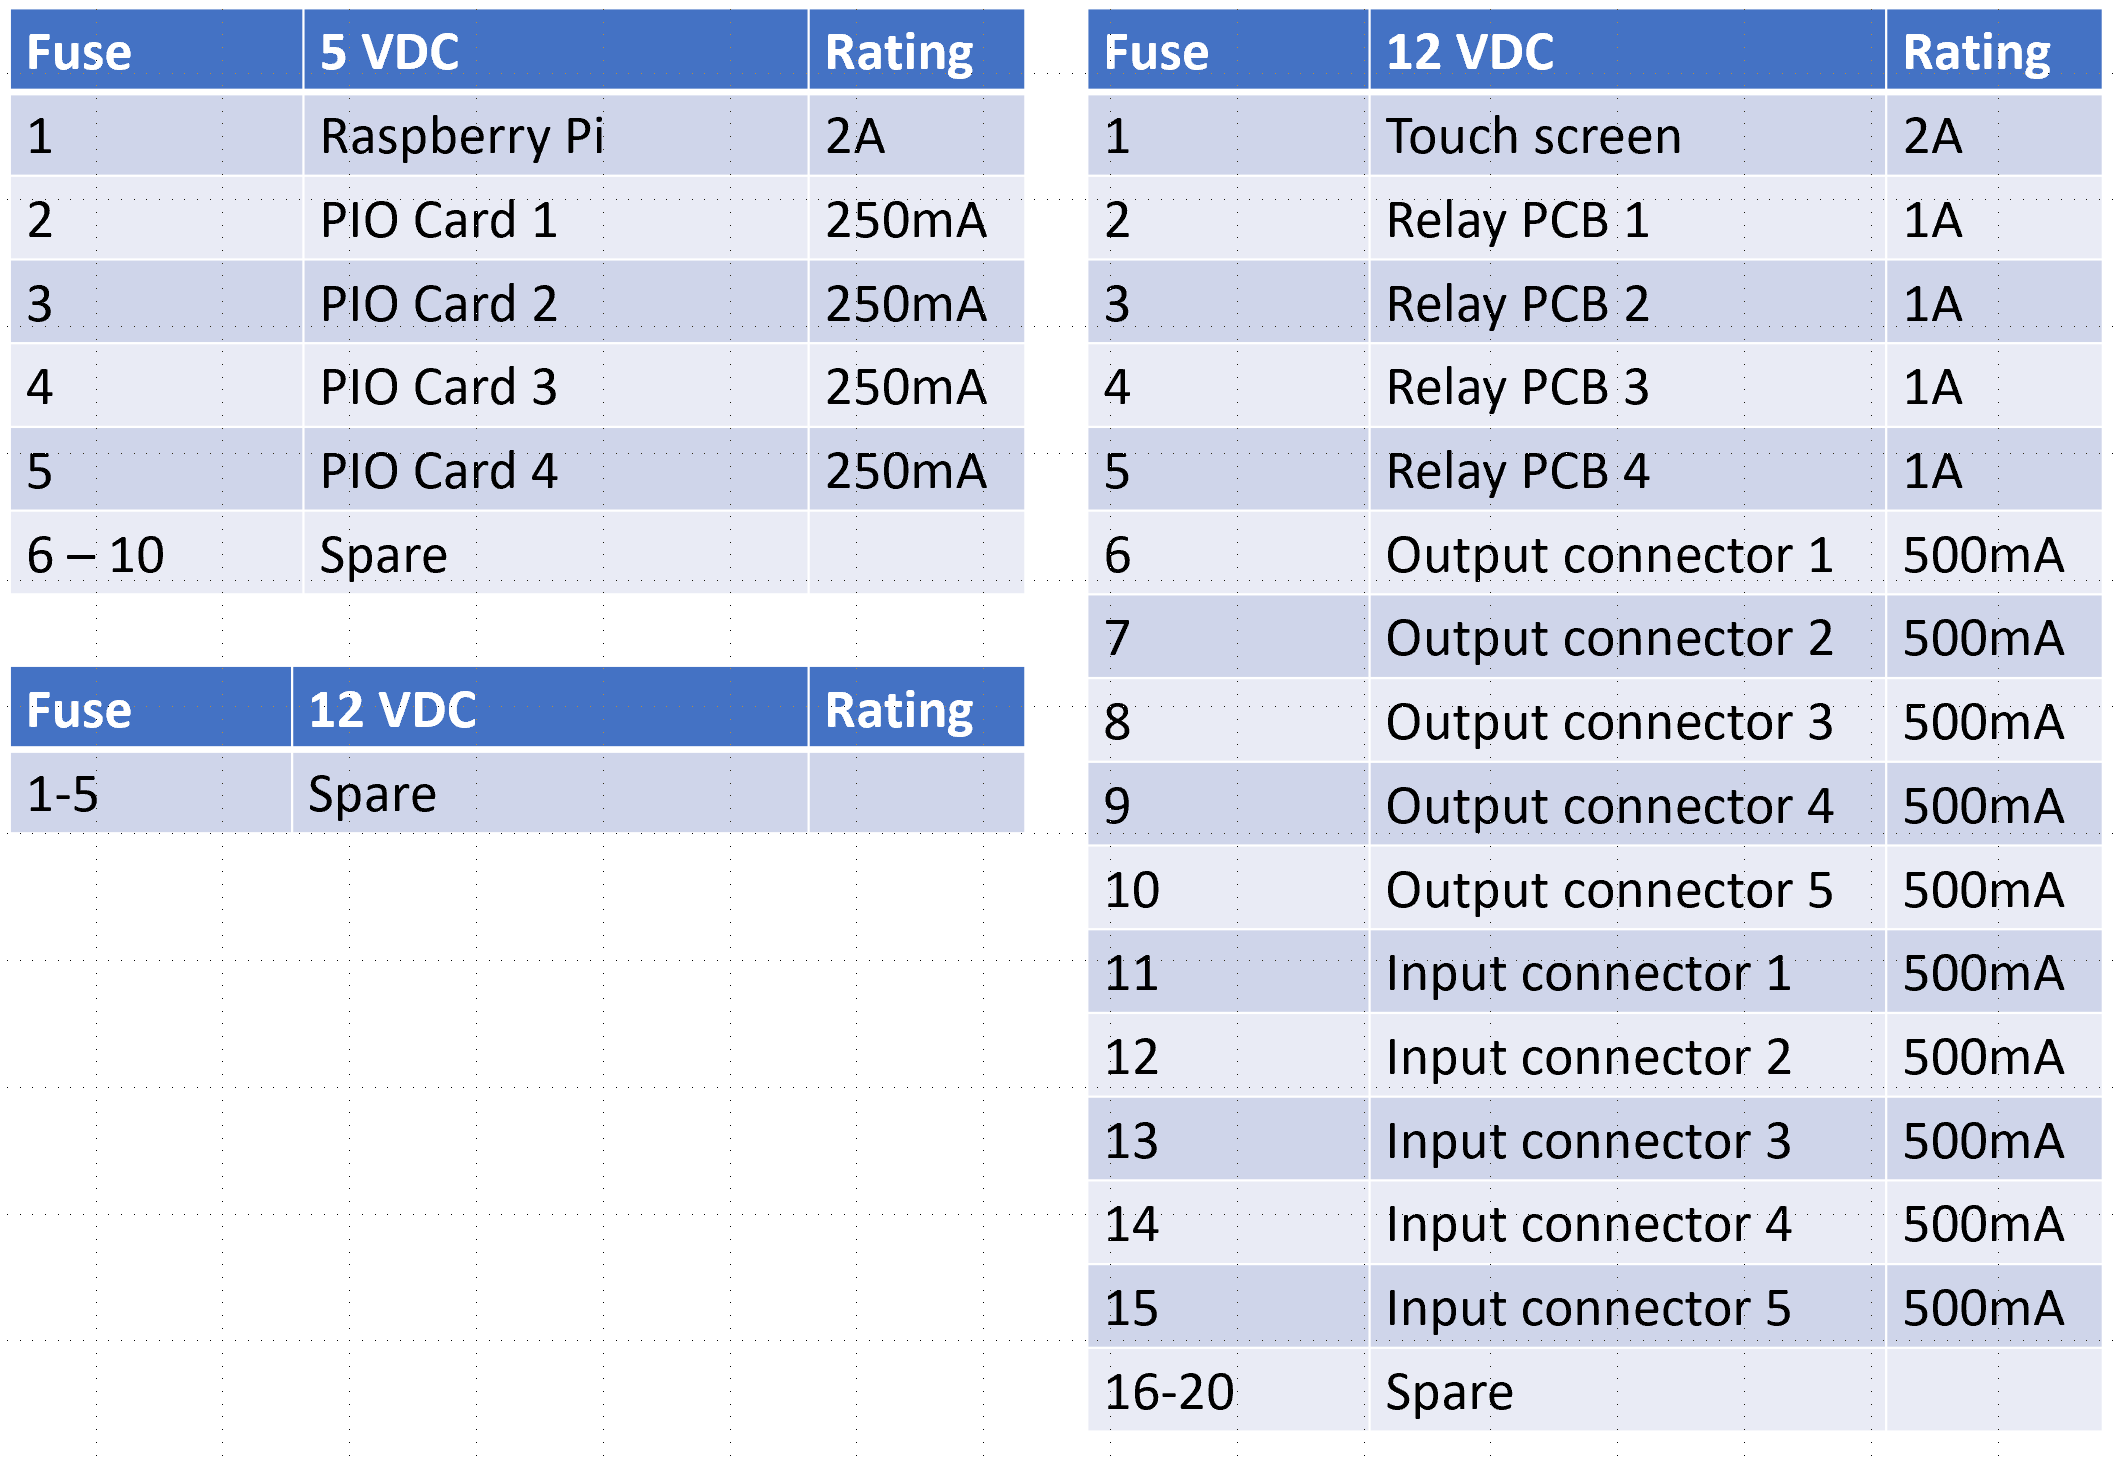 Fuse 5 VDC Rating
1 Raspberry Pi 2A
2 PIO Card 1 250mA
3 PIO Card 2 250mA
4 PIO Card 3 250mA
5 PIO Card 4 250mA
6 – 10 Spare
Fuse 12 VDC Rating
1-5 Spare
Fuse 12 VDC Rating
1 Touch screen 2A
2 Relay PCB 1 1A
3 Relay PCB 2 1A
4 Relay PCB 3 1A
5 Relay PCB 4 1A
6 Output connector 1 500mA
7 Output connector 2 500mA
8 Output connector 3 500mA
9 Output connector 4 500mA
10 Output connector 5 500mA
11 Input connector 1 500mA
12 Input connector 2 500mA
13 Input connector 3 500mA
14 Input connector 4 500mA
15 Input connector 5 500mA
16-20 Spare